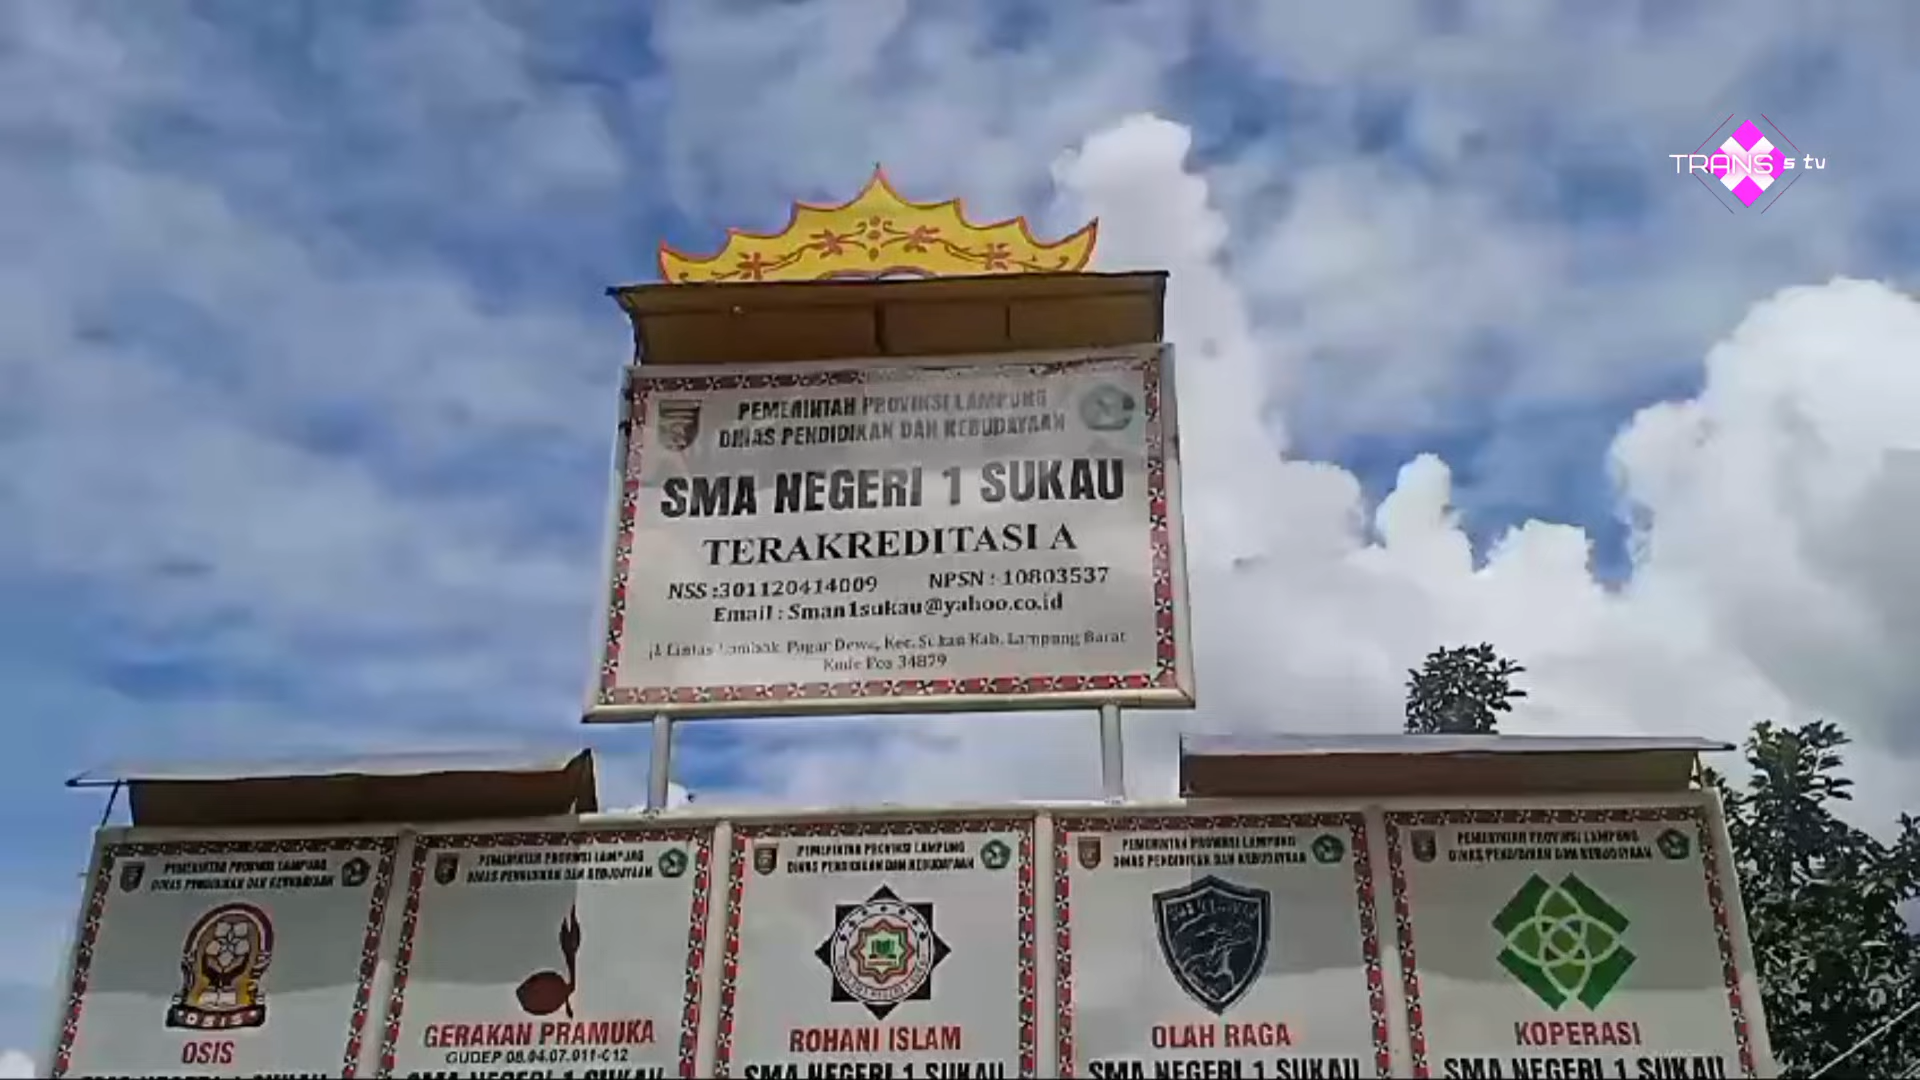 TRANS s tv
PEMERINTAH PROVINSI LAMPUNG
DINAS PENDIDIKAN DAN KEBUDAYAAN
SMA NEGERI 1 SUKAU
TERAKREDITASI A
NSS :301120414009 NPSN : 10803537
Email : Sman1sukau@yahoo.co.id
Jl. Lintas Lombok Pagar Dewa, Kec. Sukau Kab. Lampung Barat
Kode Pos 34879
PEMERINTAH PROVINSI LAMPUNG
DINAS PENDIDIKAN DAN KEBUDAYAAN
OSIS
OSIS
SMA NEGERI 1 SUKAU
PEMERINTAH PROVINSI LAMPUNG
DINAS PENDIDIKAN DAN KEBUDAYAAN
GERAKAN PRAMUKA
GUDEP 08.04.07.011-012
SMA NEGERI 1 SUKAU
PEMERINTAH PROVINSI LAMPUNG
DINAS PENDIDIKAN DAN KEBUDAYAAN
ROHANI ISLAM
SMA NEGERI 1 SUKAU
PEMERINTAH PROVINSI LAMPUNG
DINAS PENDIDIKAN DAN KEBUDAYAAN
OLAH RAGA
SMA NEGERI 1 SUKAU
PEMERINTAH PROVINSI LAMPUNG
DINAS PENDIDIKAN DAN KEBUDAYAAN
KOPERASI
SMA NEGERI 1 SUKAU